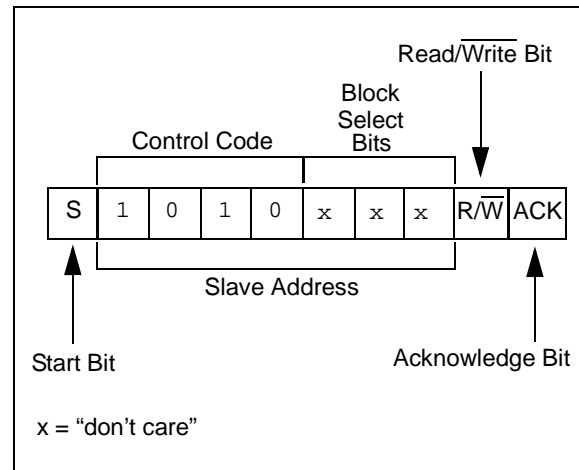 Read/Write Bit
Block
Select
Bits
Control Code
S 1 0 1 0 x x x R/W ACK
Slave Address
Start Bit
Acknowledge Bit
x = “don’t care”